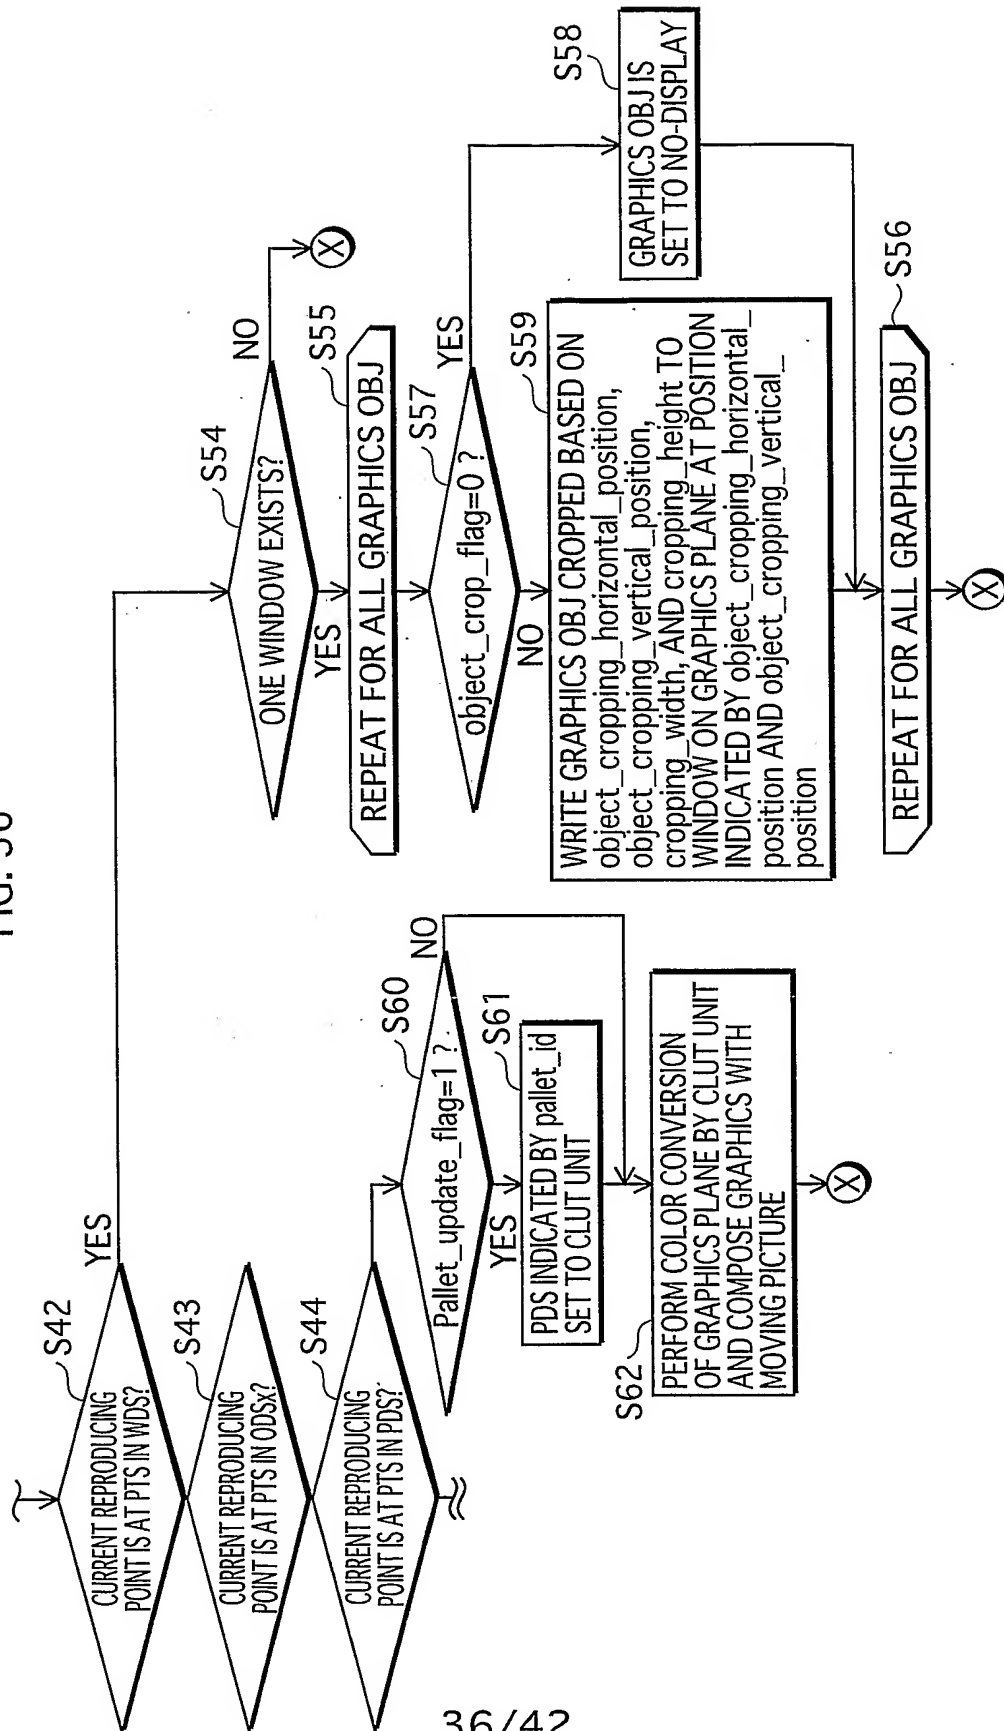 FIG. 36
S42
CURRENT REPRODUCING
POINT IS AT PTS IN WDS?
YES
S43
CURRENT REPRODUCING
POINT IS AT PTS IN ODSx?
S44
CURRENT REPRODUCING
POINT IS AT PTS IN PDS?
S54
ONE WINDOW EXISTS?
NO
X
YES
S55
REPEAT FOR ALL GRAPHICS OBJ
S57
object_crop_flag=0 ?
YES
NO
S58
GRAPHICS OBJ IS
SET TO NO-DISPLAY
S59
WRITE GRAPHICS OBJ CROPPED BASED ON
object_cropping_horizontal_position,
object_cropping_vertical_position,
cropping_width, AND cropping_height TO
WINDOW ON GRAPHICS PLANE AT POSITION
INDICATED BY object_cropping_horizontal_
position AND object_cropping_vertical_
position
S56
REPEAT FOR ALL GRAPHICS OBJ
X
S60
Pallet_update_flag=1 ?
NO
YES
S61
PDS INDICATED BY pallet_id
SET TO CLUT UNIT
S62
PERFORM COLOR CONVERSION
OF GRAPHICS PLANE BY CLUT UNIT
AND COMPOSE GRAPHICS WITH
MOVING PICTURE
X
36/42